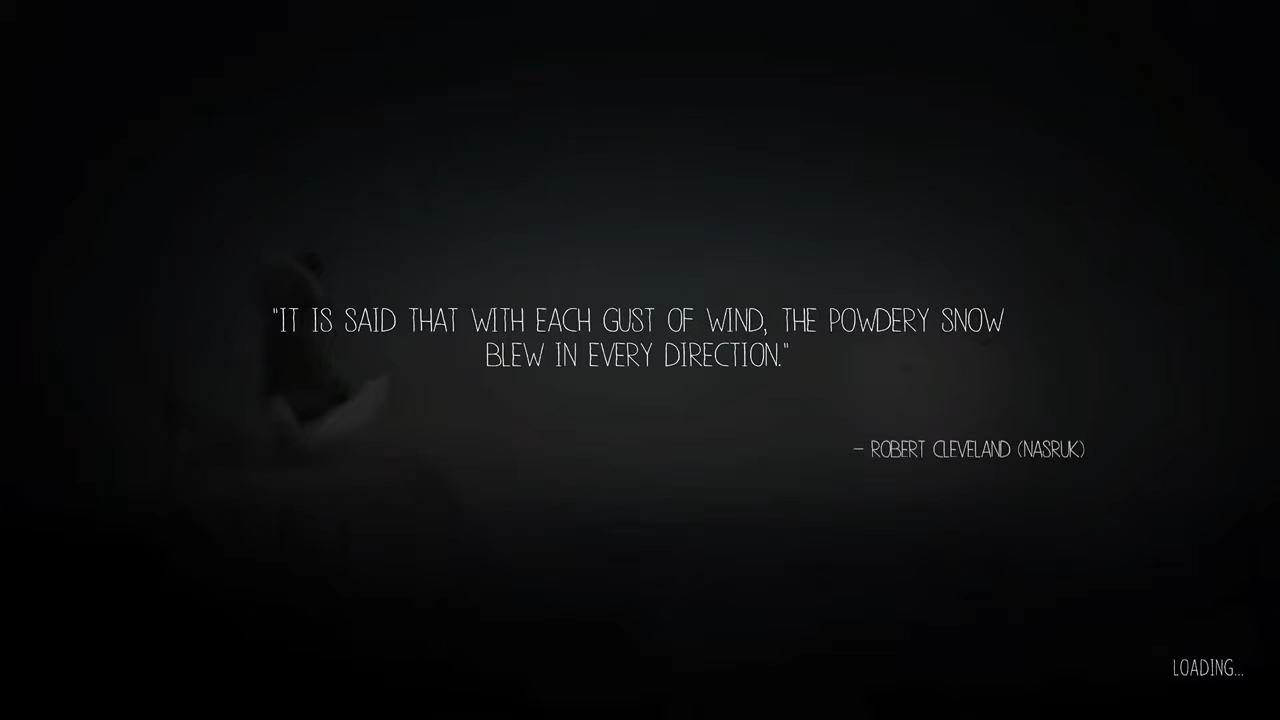 "IT IS SAID THAT WITH EACH GUST OF WIND, THE POWDERY SNOW
BLEW IN EVERY DIRECTION."
— ROBERT CLEVELAND (NASRUK)
LOADING...